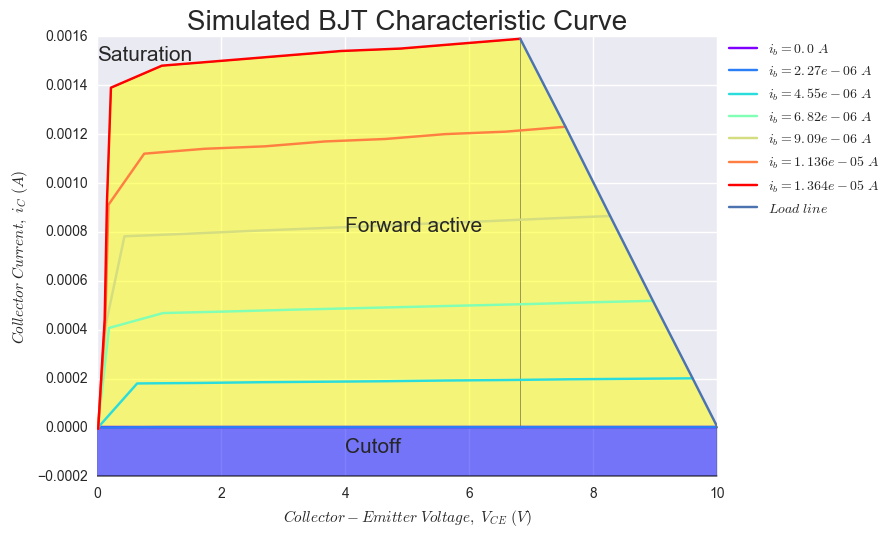 Simulated BJT Characteristic Curve
0.0016
0.0014
0.0012
0.0010
0.0008
0.0006
0.0004
0.0002
0.0000
−0.0002
Collector Current, i_C (A)
Saturation
Forward active
Cutoff
0 2 4 6 8 10
Collector − Emitter Voltage, V_CE (V)
i_b = 0.0 A
i_b = 2.27e − 06 A
i_b = 4.55e − 06 A
i_b = 6.82e − 06 A
i_b = 9.09e − 06 A
i_b = 1.136e − 05 A
i_b = 1.364e − 05 A
Load line